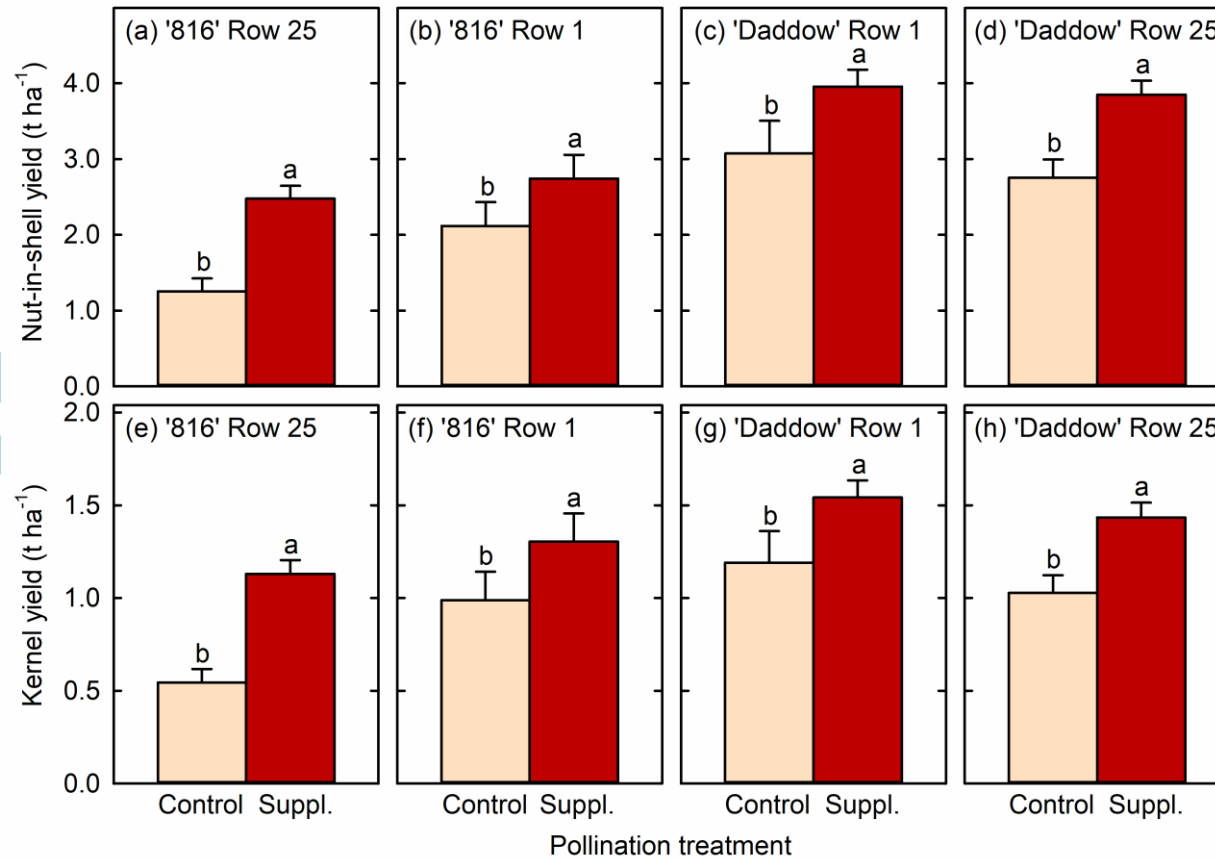 (a) '816' Row 25
(b) '816' Row 1
(c) 'Daddow' Row 1
(d) 'Daddow' Row 25
Nut-in-shell yield (t ha⁻¹)
4.0
3.0
2.0
1.0
0.0
b a
b a
b a
b a
(e) '816' Row 25
(f) '816' Row 1
(g) 'Daddow' Row 1
(h) 'Daddow' Row 25
Kernel yield (t ha⁻¹)
2.0
1.5
1.0
0.5
0.0
b a
b a
b a
b a
Control Suppl.
Control Suppl.
Control Suppl.
Control Suppl.
Pollination treatment